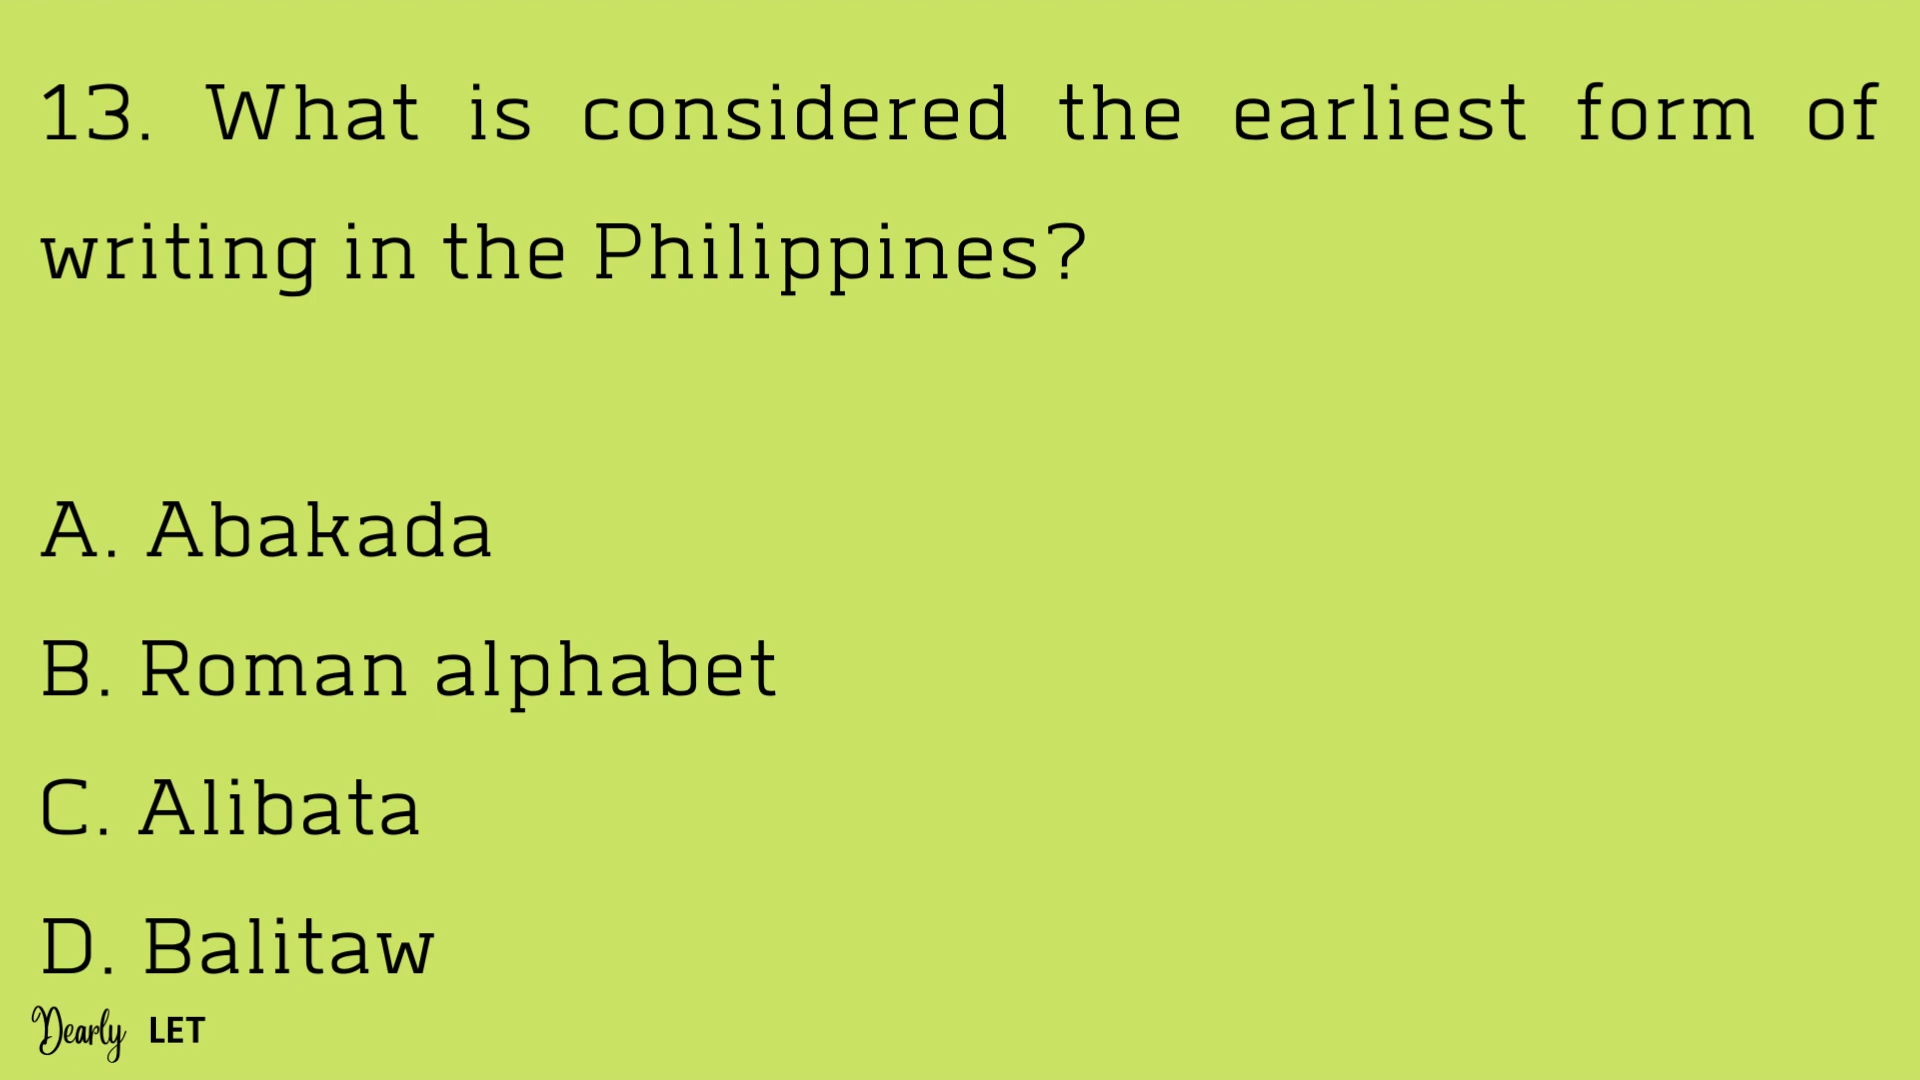 13. What is considered the earliest form of
writing in the Philippines?
A. Abakada
B. Roman alphabet
C. Alibata
D. Balitaw
Dearly LET